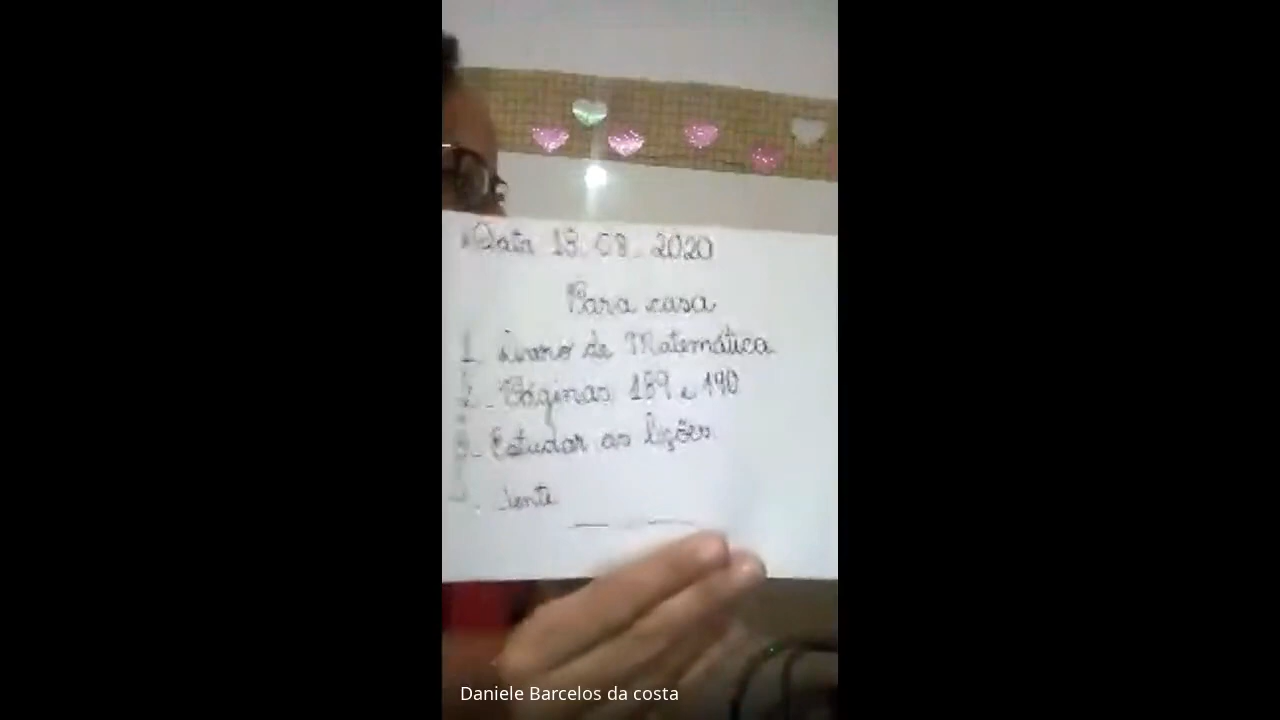 Data 18.08.2020
Para casa
1. Livro de Matemática
2. Páginas 189 e 190
3. Estudar as lições
Daniele Barcelos da costa